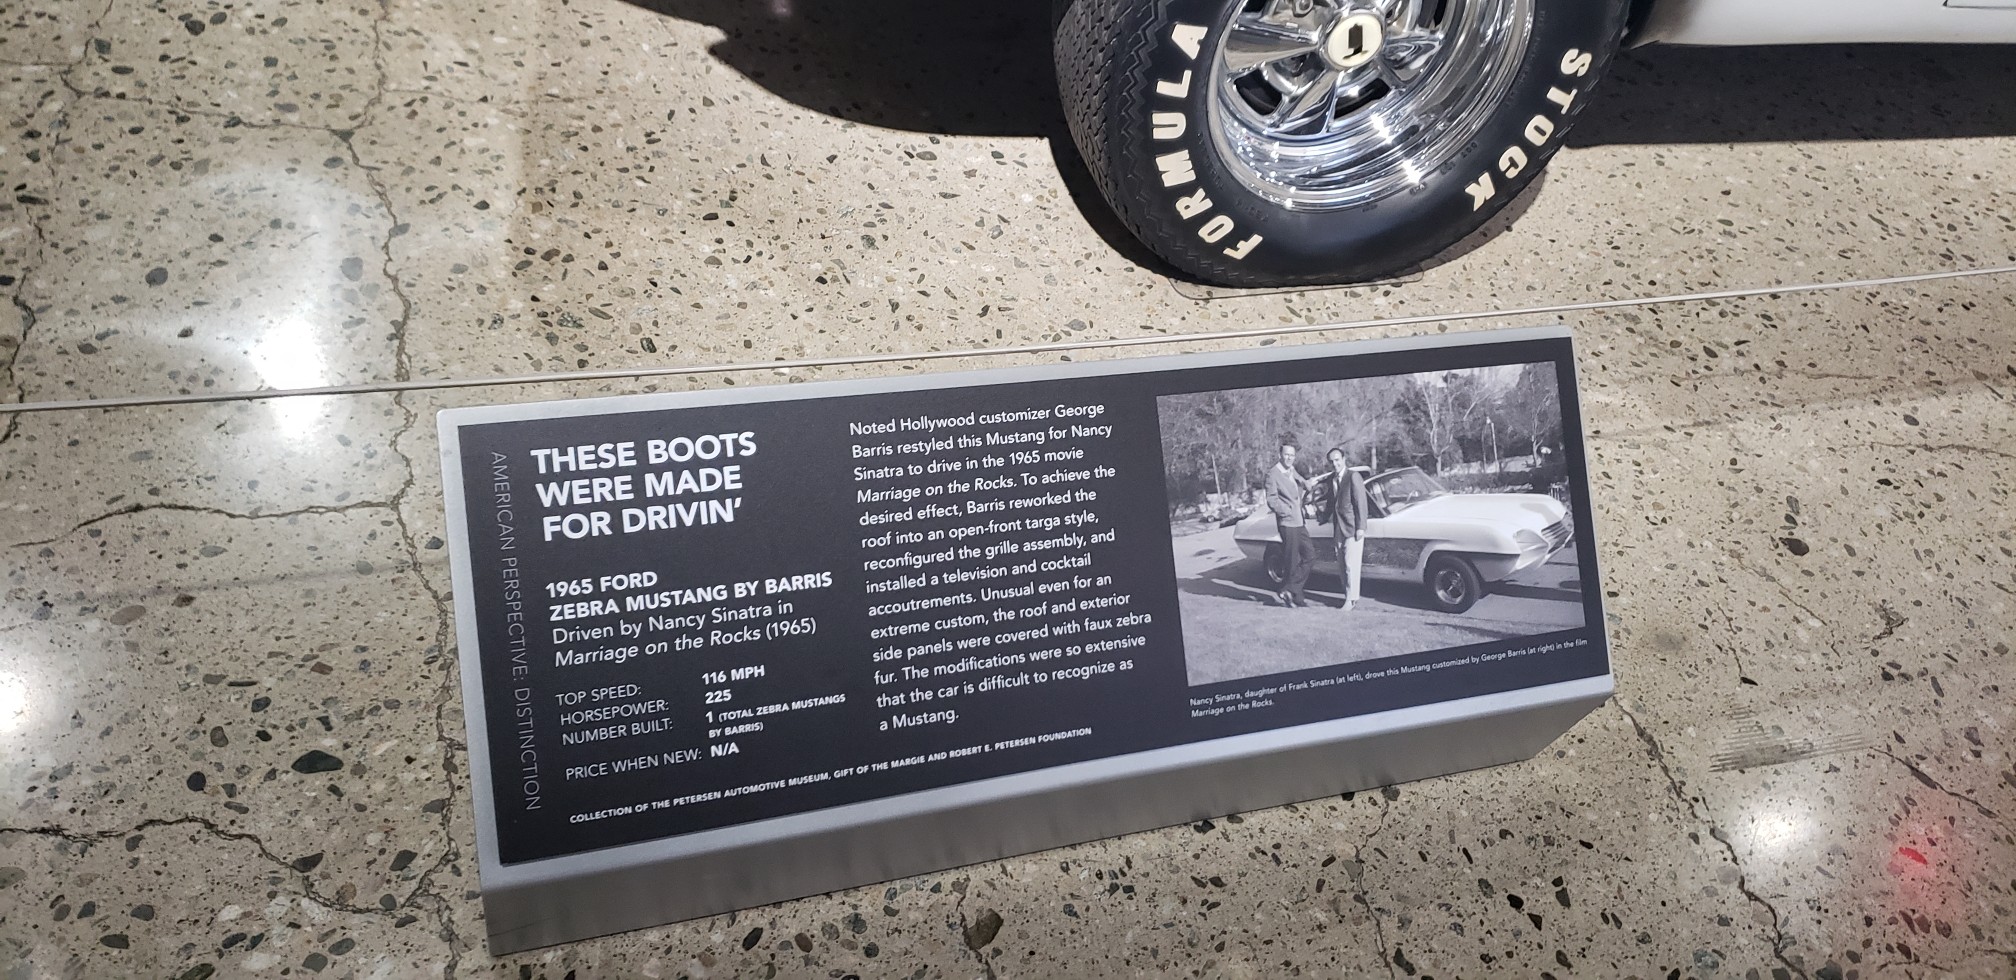 FORMULA
STOCK
AMERICAN PERSPECTIVE: DISTINCTION
THESE BOOTS
WERE MADE
FOR DRIVIN'
1965 FORD
ZEBRA MUSTANG BY BARRIS
Driven by Nancy Sinatra in
Marriage on the Rocks (1965)
TOP SPEED: 116 MPH
HORSEPOWER: 225
NUMBER BUILT: 1 (TOTAL ZEBRA MUSTANGS
BY BARRIS)
PRICE WHEN NEW: N/A
Noted Hollywood customizer George
Barris restyled this Mustang for Nancy
Sinatra to drive in the 1965 movie
Marriage on the Rocks. To achieve the
desired effect, Barris reworked the
roof into an open-front targa style,
reconfigured the grille assembly, and
installed a television and cocktail
accoutrements. Unusual even for an
extreme custom, the roof and exterior
side panels were covered with faux zebra
fur. The modifications were so extensive
that the car is difficult to recognize as
a Mustang.
COLLECTION OF THE PETERSEN AUTOMOTIVE MUSEUM, GIFT OF THE MARGIE AND ROBERT E. PETERSEN FOUNDATION
Nancy Sinatra, daughter of Frank Sinatra (at left), drove this Mustang customized by George Barris (at right) in the film
Marriage on the Rocks.